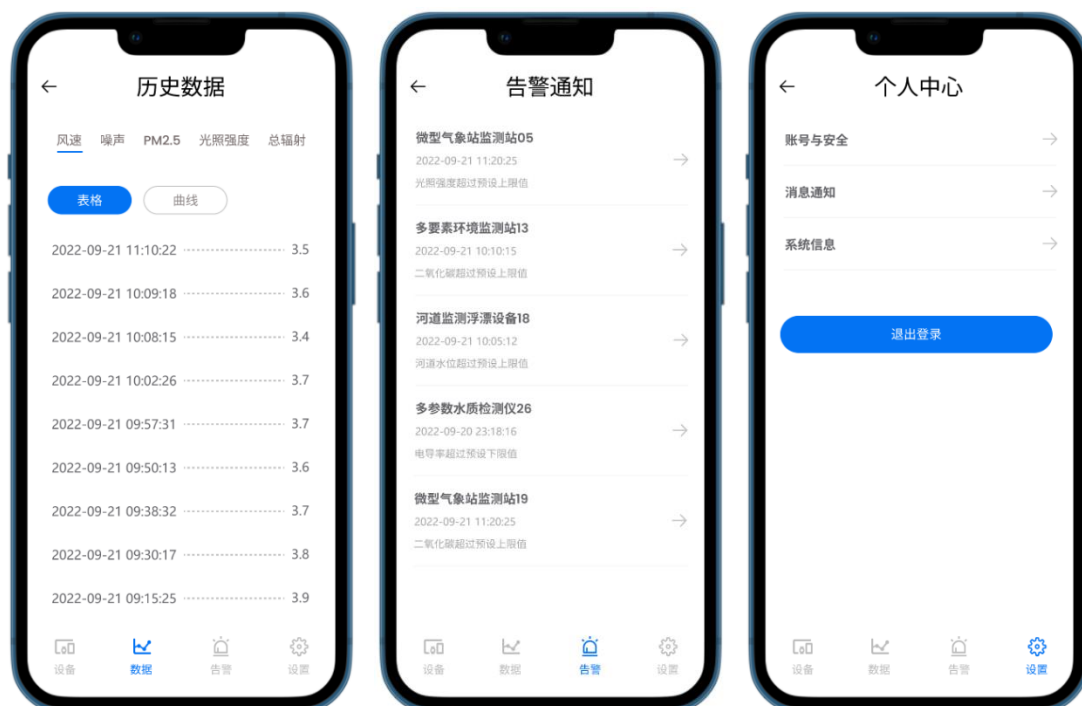 历史数据
风速 噪声 PM2.5 光照强度 总辐射
表格 曲线
2022-09-21 11:10:22 3.5
2022-09-21 10:09:18 3.6
2022-09-21 10:08:15 3.4
2022-09-21 10:02:26 3.7
2022-09-21 09:57:31 3.7
2022-09-21 09:50:13 3.6
2022-09-21 09:38:32 3.7
2022-09-21 09:30:17 3.8
2022-09-21 09:15:25 3.9
设备 数据 告警 设置
告警通知
微型气象站监测站05
2022-09-21 11:20:25
光照强度超过预设上限值
多要素环境监测站13
2022-09-21 10:10:15
二氧化碳超过预设上限值
河道监测浮漂设备18
2022-09-21 10:05:12
河道水位超过预设上限值
多参数水质检测仪26
2022-09-20 23:18:16
电导率超过预设下限值
微型气象站监测站19
2022-09-21 11:20:25
二氧化碳超过预设上限值
设备 数据 告警 设置
个人中心
账号与安全
消息通知
系统信息
退出登录
设备 数据 告警 设置